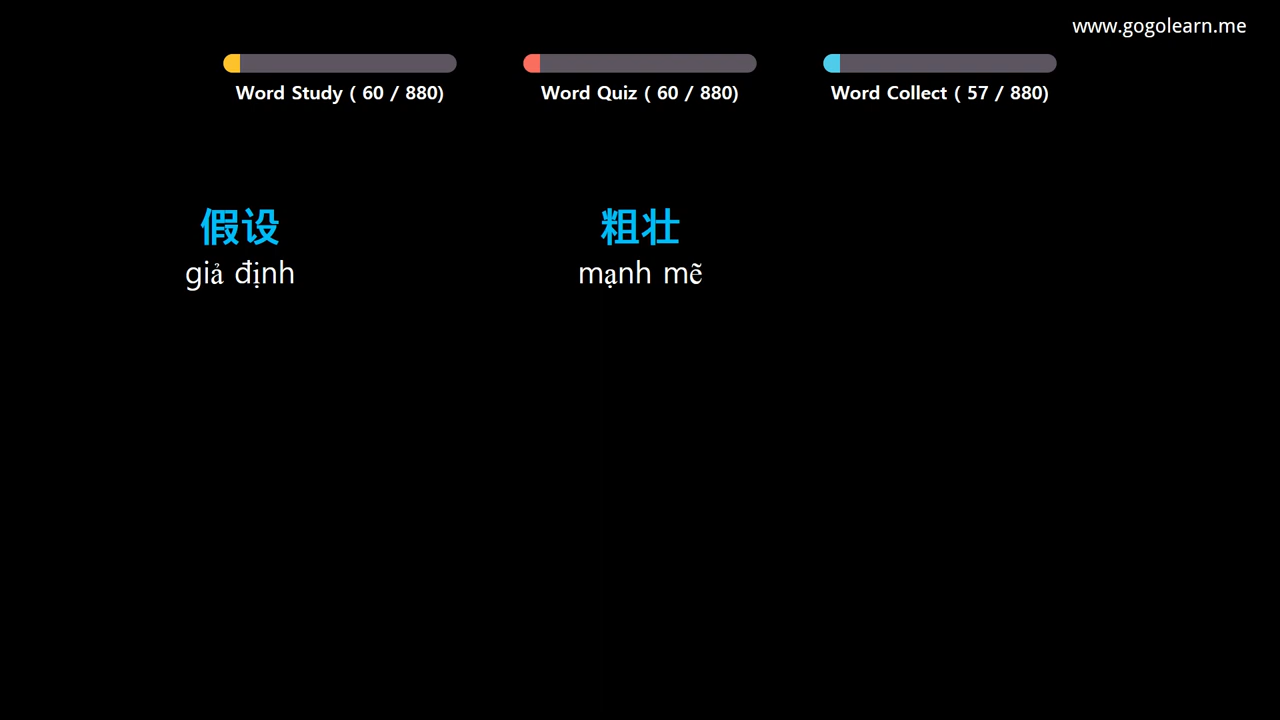 www.gogolearn.me
Word Study ( 60 / 880)
Word Quiz ( 60 / 880)
Word Collect ( 57 / 880)
假设
giả định
粗壮
mạnh mẽ